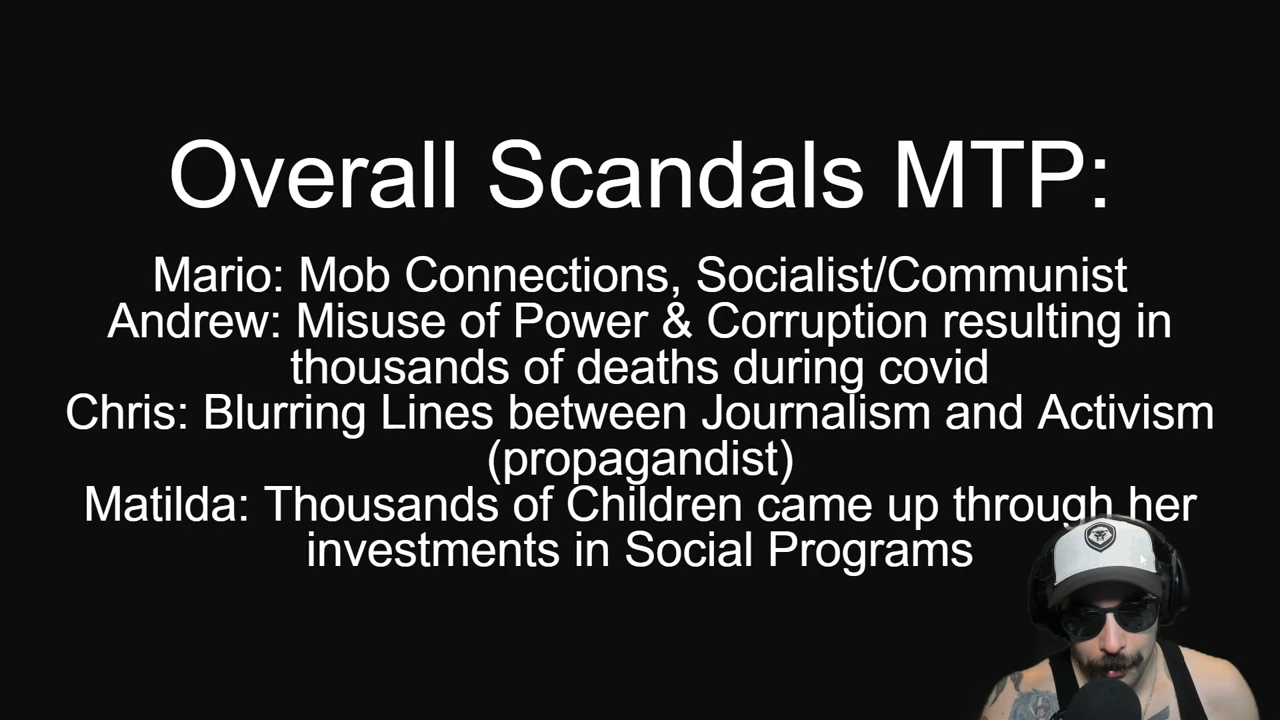 Overall Scandals MTP:
Mario: Mob Connections, Socialist/Communist
Andrew: Misuse of Power & Corruption resulting in
thousands of deaths during covid
Chris: Blurring Lines between Journalism and Activism
(propagandist)
Matilda: Thousands of Children came up through her
investments in Social Programs